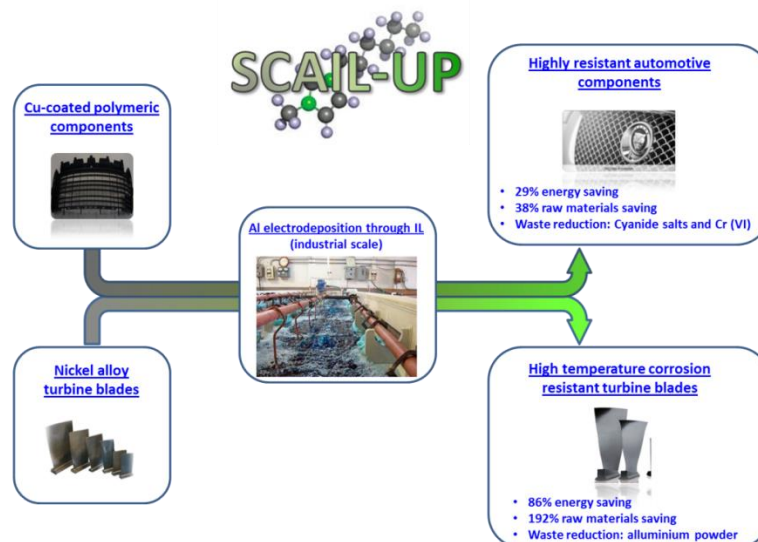 SCAIL-UP
Cu-coated polymeric
components
Nickel alloy
turbine blades
Al electrodeposition through IL
(industrial scale)
Highly resistant automotive
components
• 29% energy saving
• 38% raw materials saving
• Waste reduction: Cyanide salts and Cr (VI)
High temperature corrosion
resistant turbine blades
• 86% energy saving
• 192% raw materials saving
• Waste reduction: alluminium powder